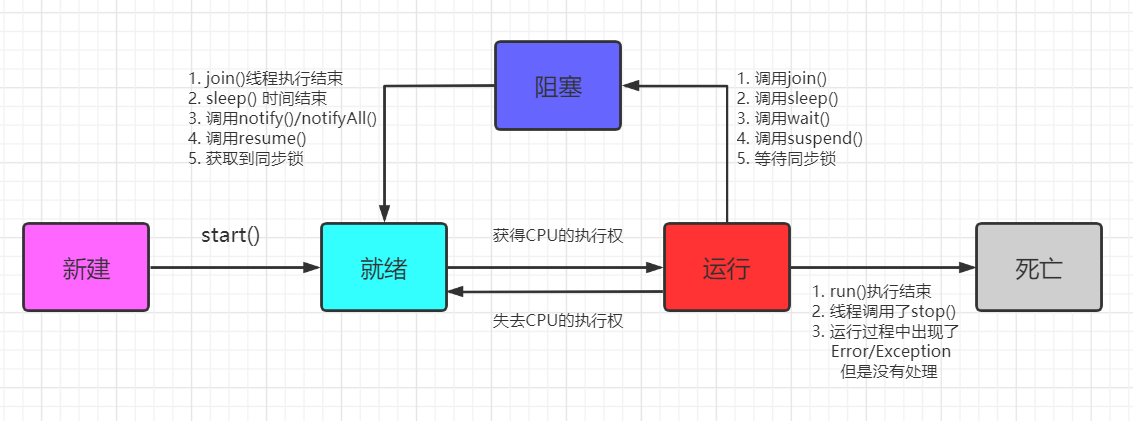 阻塞
1. join()线程执行结束
2. sleep() 时间结束
3. 调用notify()/notifyAll()
4. 调用resume()
5. 获取到同步锁
1. 调用join()
2. 调用sleep()
3. 调用wait()
4. 调用suspend()
5. 等待同步锁
新建
start()
就绪
获得CPU的执行权
失去CPU的执行权
运行
死亡
1. run()执行结束
2. 线程调用了stop()
3. 运行过程中出现了
Error/Exception
但是没有处理